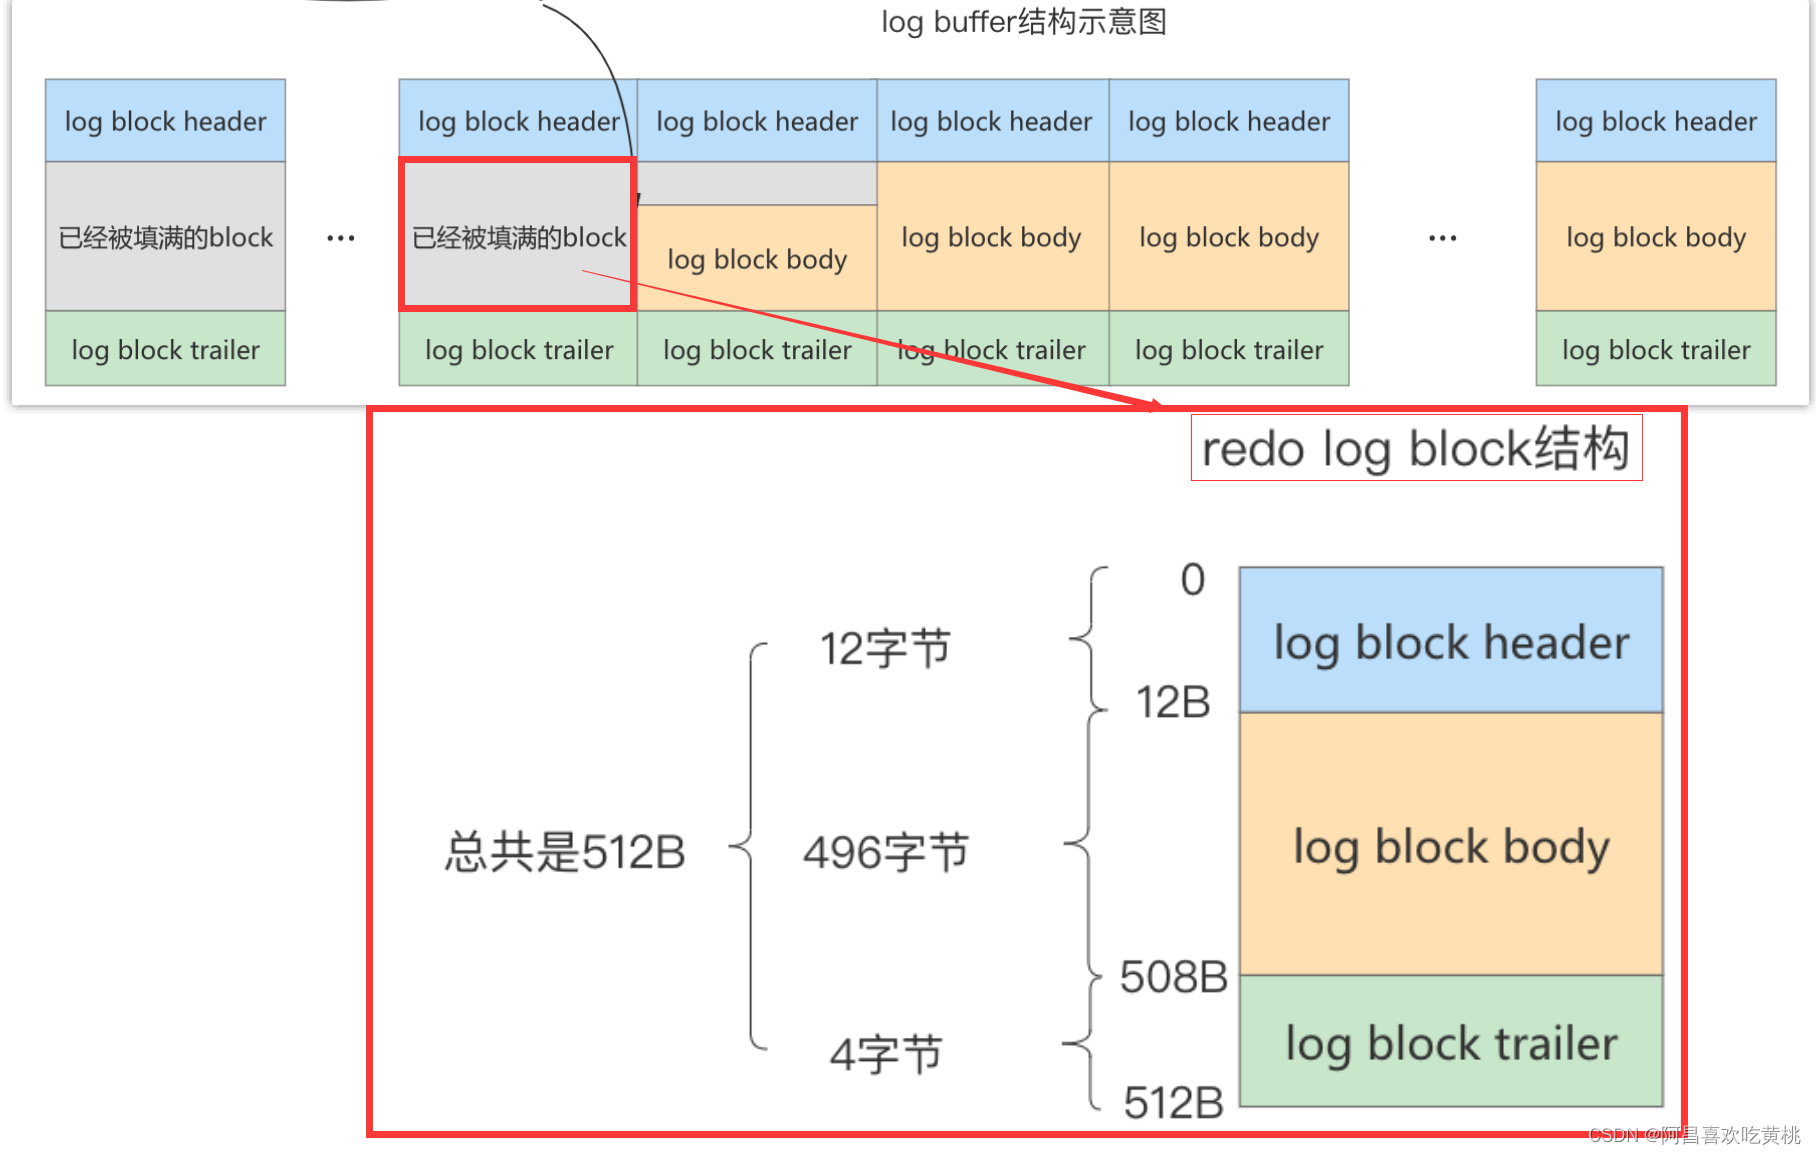 log buffer结构示意图
log block header
log block header
log block header
log block header
log block header
log block header
已经被填满的block
...
已经被填满的block
log block body
log block body
log block body
...
log block body
log block trailer
log block trailer
log block trailer
log block trailer
log block trailer
log block trailer
redo log block结构
0
12字节
log block header
12B
总共是512B
496字节
log block body
508B
4字节
log block trailer
512B
CSDN @阿昌喜欢吃黄桃